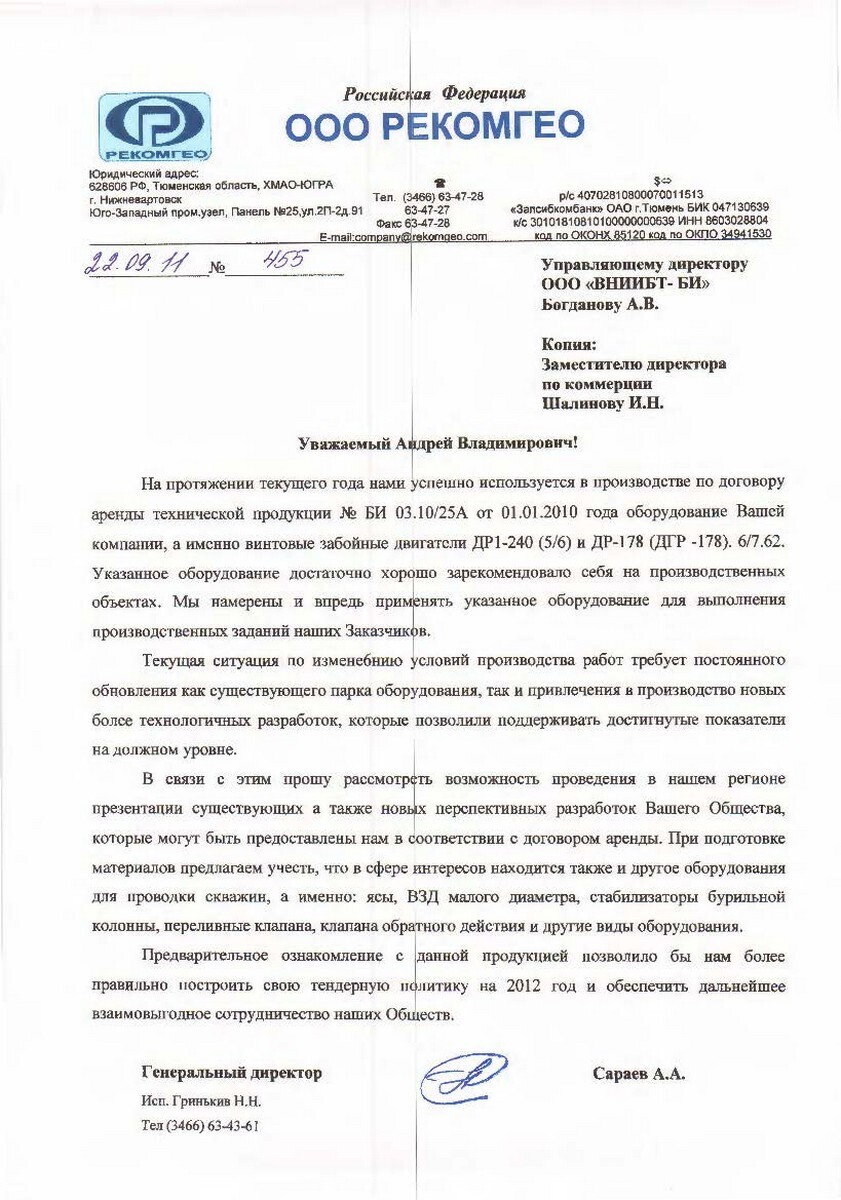 Российская Федерация
ООО РЕКОМГЕО
РЕКОМГЕО
Юридический адрес:
628606 РФ, Тюменская область, ХМАО-ЮГРА
г. Нижневартовск
Юго-Западный пром.узел, Панель №25,ул.2П-2д.91
Тел. (3466) 63-47-28
63-47-27
Факс 63-47-28
E-mail:company@rekomgeo.com
р/с 40702810800070011513
«Запсибкомбанк» ОАО г.Тюмень БИК 047130639
к/с 30101810810100000000639 ИНН 8603028804
код по ОКОНХ 85120 код по ОКПО 34941530
22.09.11 № 455
Управляющему директору
ООО «ВНИИБТ- БИ»
Богданову А.В.
Копия:
Заместителю директора
по коммерции
Шалинову И.Н.
Уважаемый Андрей Владимирович!
На протяжении текущего года нами успешно используется в производстве по договору
аренды технической продукции № БИ 03.10/25А от 01.01.2010 года оборудование Вашей
компании, а именно винтовые забойные двигатели ДР1-240 (5/6) и ДР-178 (ДГР -178). 6/7.62.
Указанное оборудование достаточно хорошо зарекомендовало себя на производственных
объектах. Мы намерены и впредь применять указанное оборудование для выполнения
производственных заданий наших Заказчиков.
Текущая ситуация по изменебнию условий производства работ требует постоянного
обновления как существующего парка оборудования, так и привлечения в производство новых
более технологичных разработок, которые позволили поддерживать достигнутые показатели
на должном уровне.
В связи с этим прошу рассмотреть возможность проведения в нашем регионе
презентации существующих а также новых перспективных разработок Вашего Общества,
которые могут быть предоставлены нам в соответствии с договором аренды. При подготовке
материалов предлагаем учесть, что в сфере интересов находится также и другое оборудования
для проводки скважин, а именно: ясы, ВЗД малого диаметра, стабилизаторы бурильной
колонны, переливные клапана, клапана обратного действия и другие виды оборудования.
Предварительное ознакомление с данной продукцией позволило бы нам более
правильно построить свою тендерную политику на 2012 год и обеспечить дальнейшее
взаимовыгодное сотрудничество наших Обществ.
Генеральный директор
Сараев А.А.
Исп. Гринькив Н.Н.
Тел (3466) 63-43-61